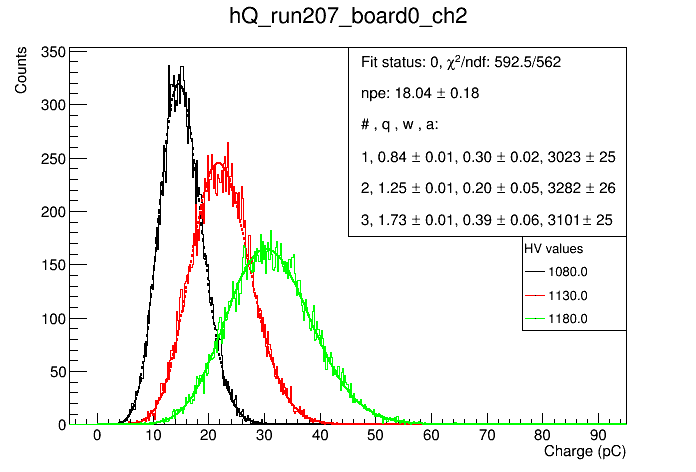 hQ_run207_board0_ch2
Counts
350
300
250
200
150
100
50
0
Fit status: 0, χ²/ndf: 592.5/562
npe: 18.04 ± 0.18
# , q , w , a:
1, 0.84 ± 0.01, 0.30 ± 0.02, 3023 ± 25
2, 1.25 ± 0.01, 0.20 ± 0.05, 3282 ± 26
3, 1.73 ± 0.01, 0.39 ± 0.06, 3101± 25
HV values
1080.0
1130.0
1180.0
0 10 20 30 40 50 60 70 80 90
Charge (pC)